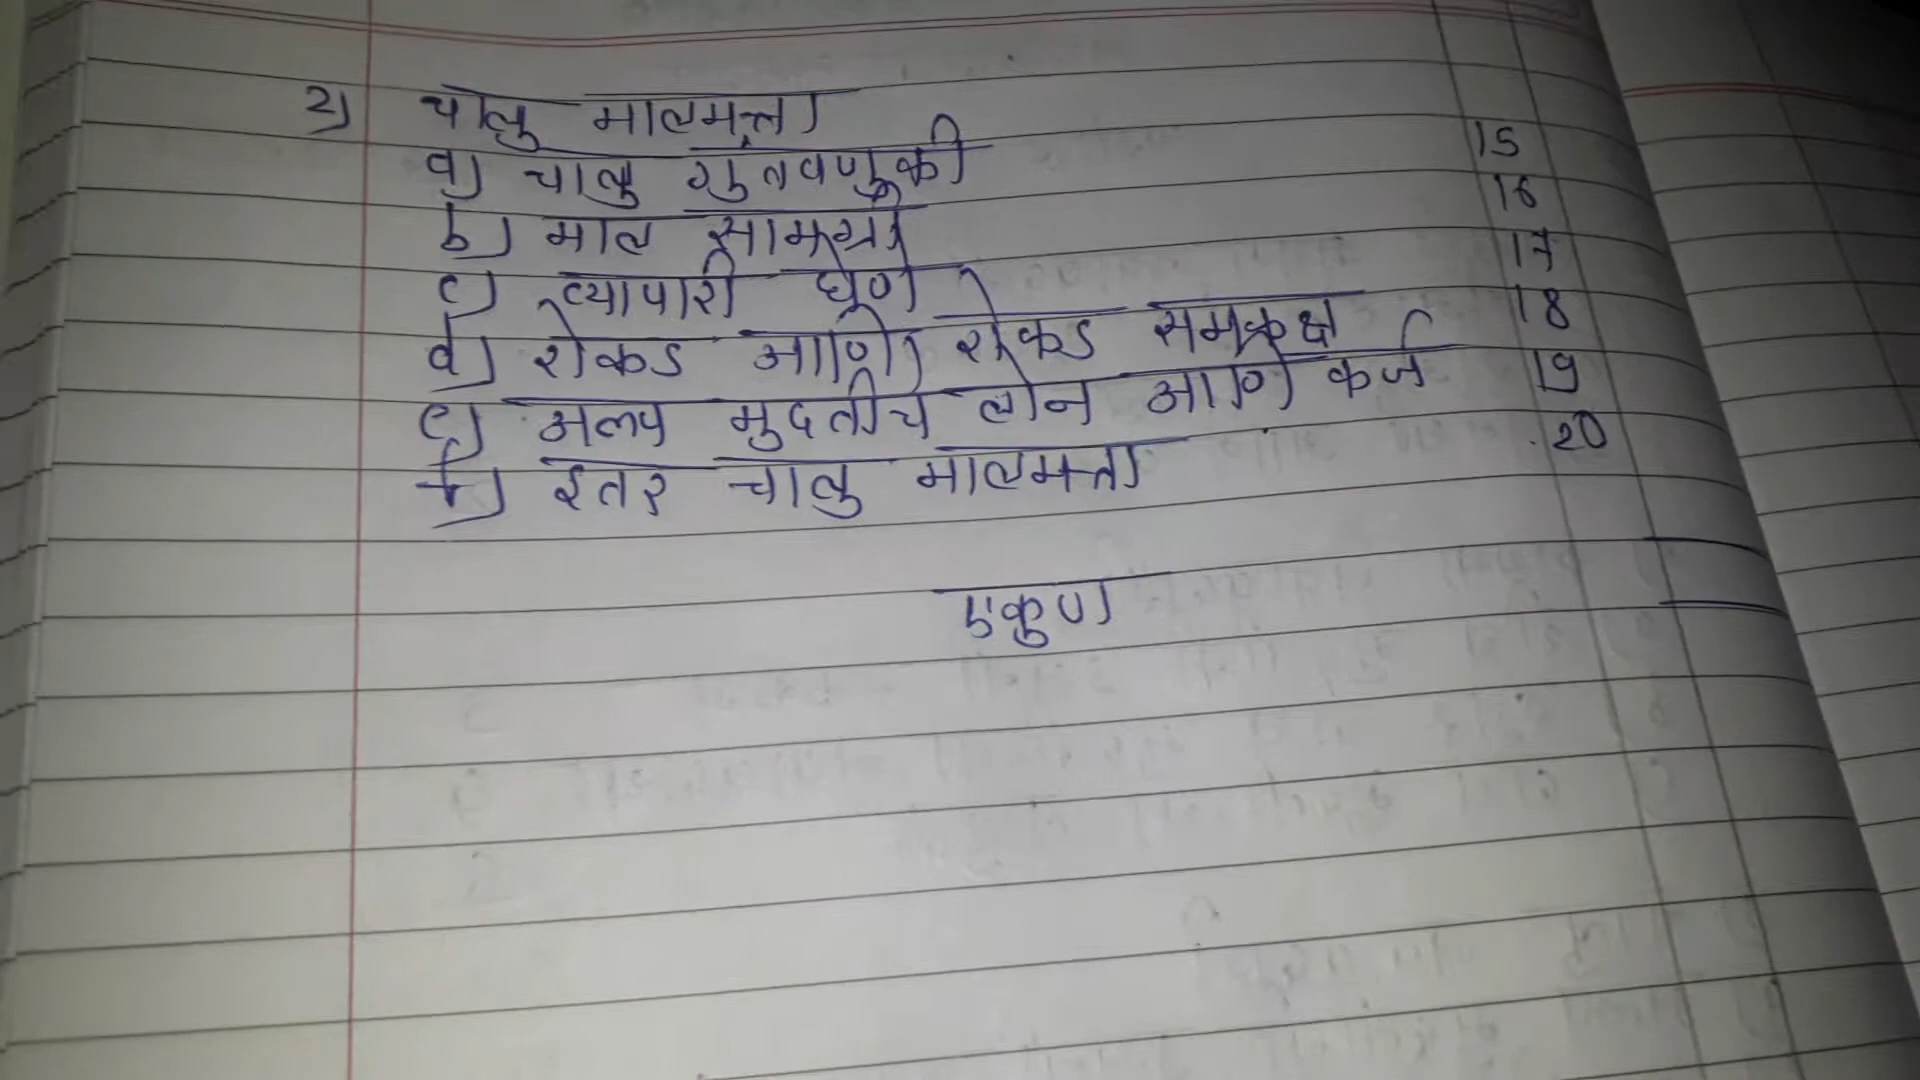 2) चालु मालमत्ता
a) चालु गुतवणुकी 15
b) माल सामग्री 16
c) व्यापारी घेणे 17
d) रोकड आणि रोकड समकक्ष 18
e) अल्प मुदतीचे लोन आणि कर्ज 19
f) इतर चालु मालमत्ता 20
एकुण